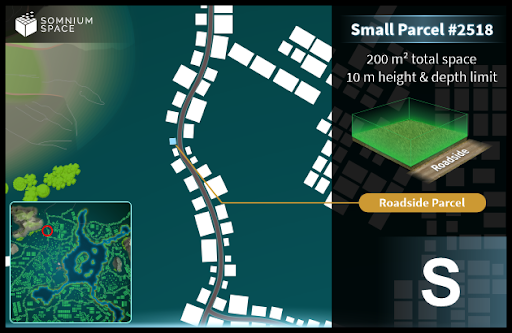 SOMNIUM
SPACE
Small Parcel #2518
200 m² total space
10 m height & depth limit
Roadside
Roadside Parcel
S